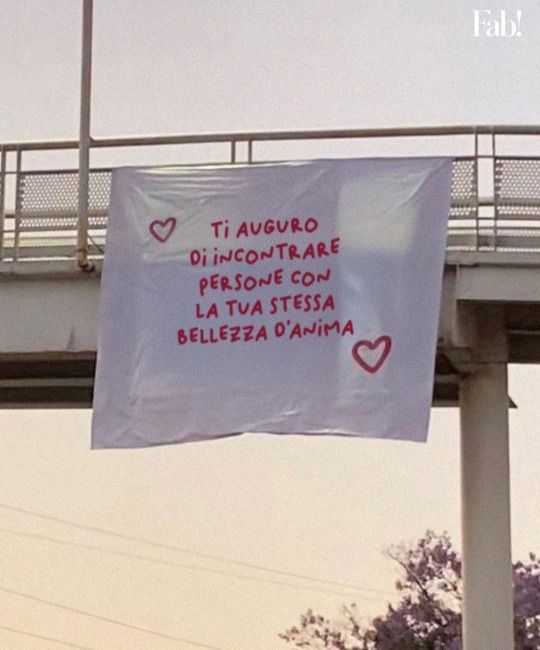 Fab!
Ti AUGURO
Di iNCONTRARE
PERSONE CON
LA TUA STESSA
BELLEZZA D'ANiMA